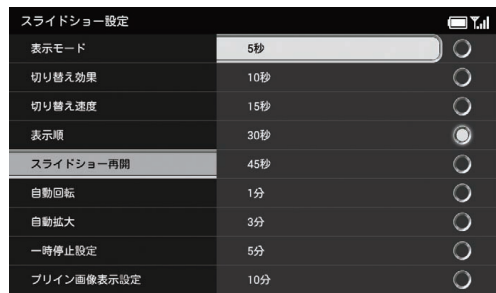 スライドショー設定
表示モード
切り替え効果
切り替え速度
表示順
スライドショー再開
自動回転
自動拡大
一時停止設定
プリイン画像表示設定
5秒
10秒
15秒
30秒
45秒
1分
3分
5分
10分